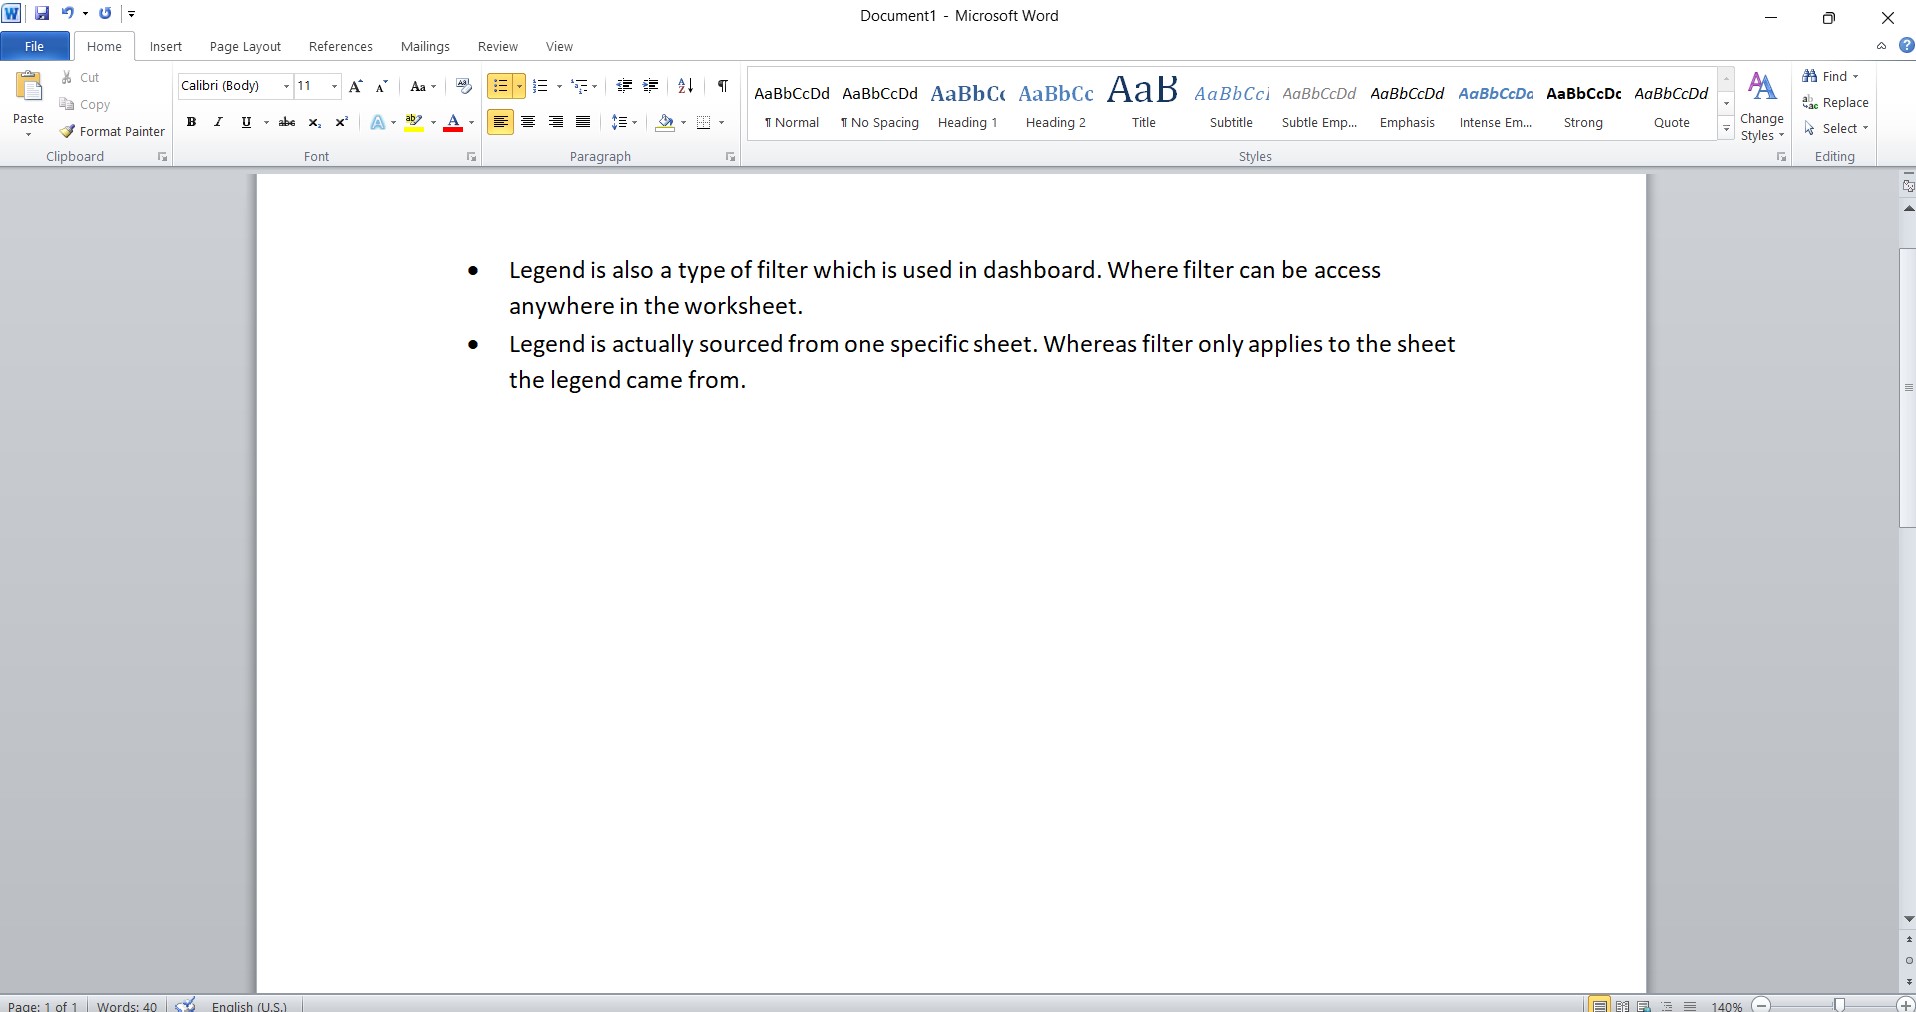 Document1 - Microsoft Word
File Home Insert Page Layout References Mailings Review View
Paste
Cut
Copy
Format Painter
Clipboard
Calibri (Body) 11
Font
Paragraph
AaBbCcDd AaBbCcDd AaBbCc AaBbCc AaB AaBbCcl AaBbCcDd AaBbCcDd AaBbCcDd AaBbCcDc AaBbCcDd
¶ Normal ¶ No Spacing Heading 1 Heading 2 Title Subtitle Subtle Emp... Emphasis Intense Em... Strong Quote
Styles
Change
Styles
Find
Replace
Select
Editing
• Legend is also a type of filter which is used in dashboard. Where filter can be access
anywhere in the worksheet.
• Legend is actually sourced from one specific sheet. Whereas filter only applies to the sheet
the legend came from.
Page: 1 of 1 Words: 40 English (U.S.) 140%